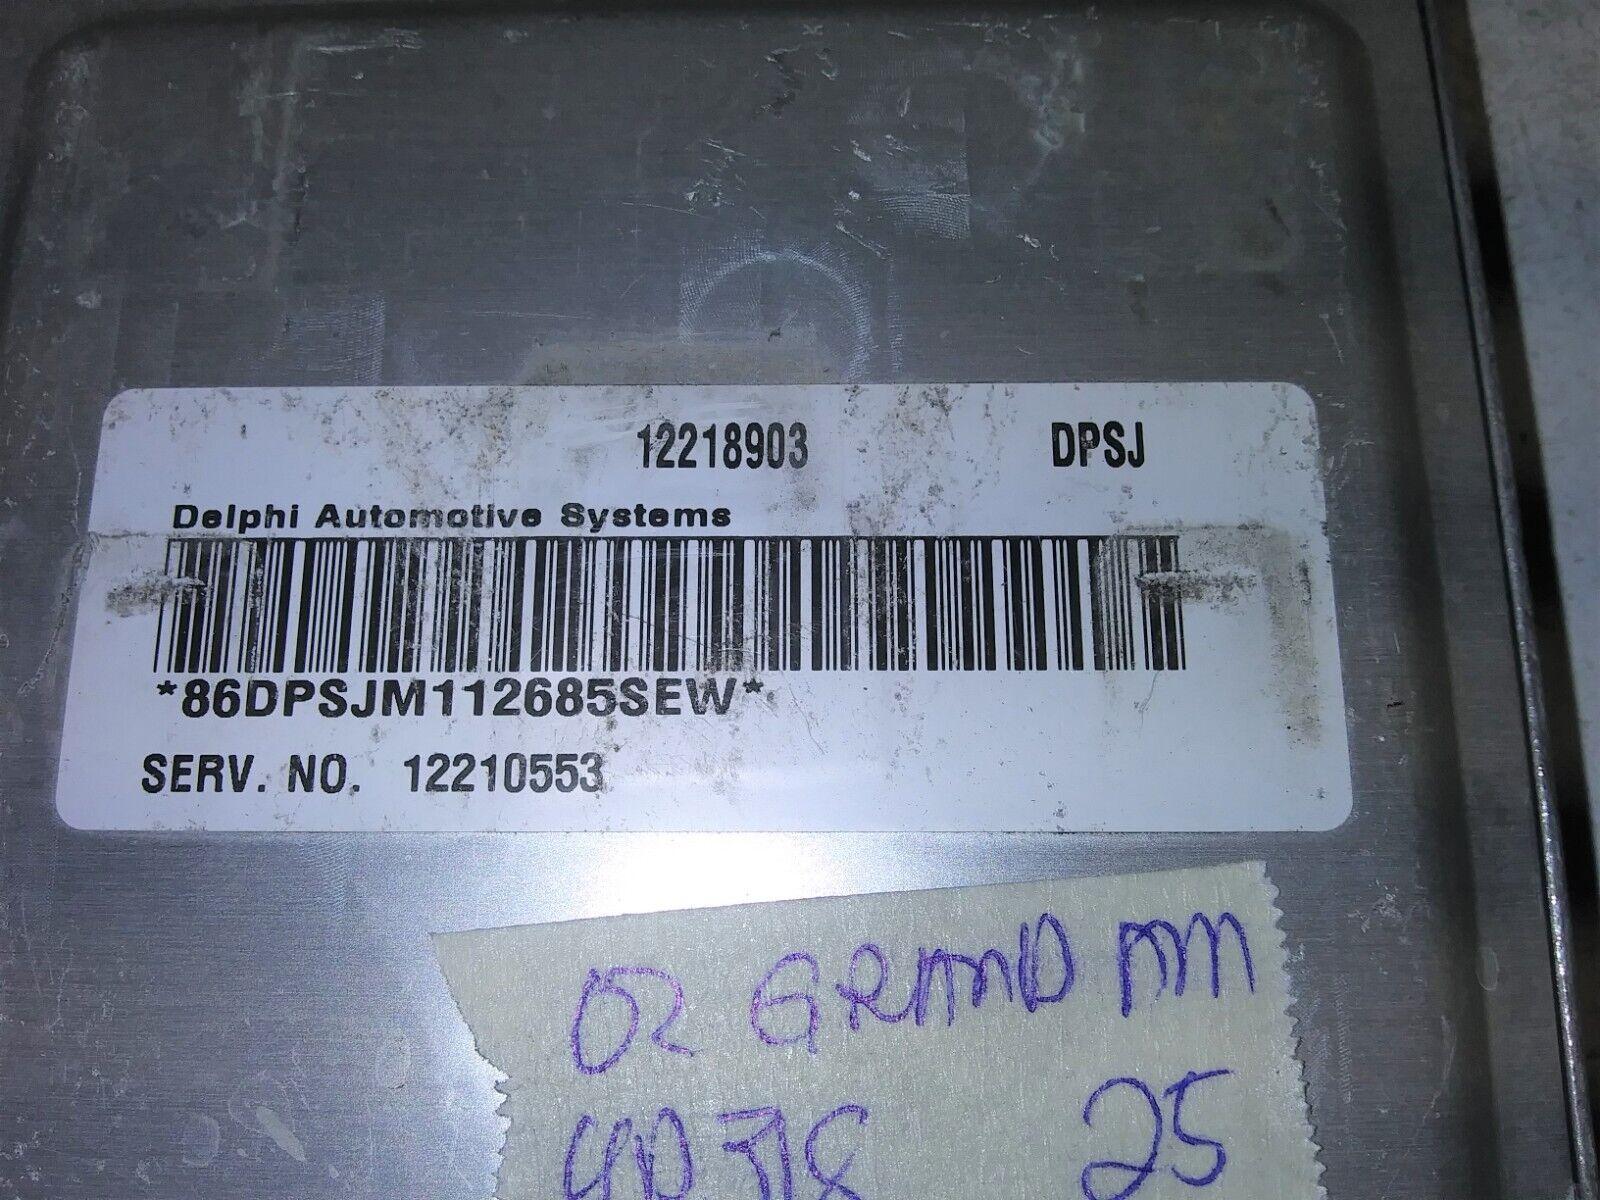 12218903 DPSJ
Delphi Automotive Systems
*86DPSJM112685SEW*
SERV. NO. 12210553
02 GRAND AM
25